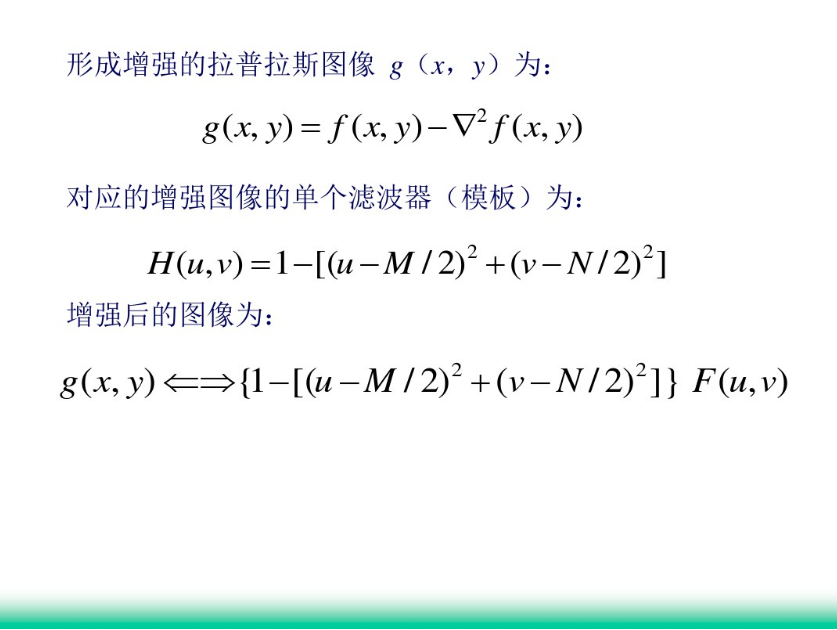 形成增强的拉普拉斯图像 g（x，y）为：
g(x, y) = f (x, y) − ∇² f (x, y)
对应的增强图像的单个滤波器（模板）为：
H(u, v) = 1−[(u − M / 2)² + (v − N / 2)² ]
增强后的图像为：
g(x, y) ⇐⇒ {1−[(u − M / 2)² + (v − N / 2)² ]} F(u, v)